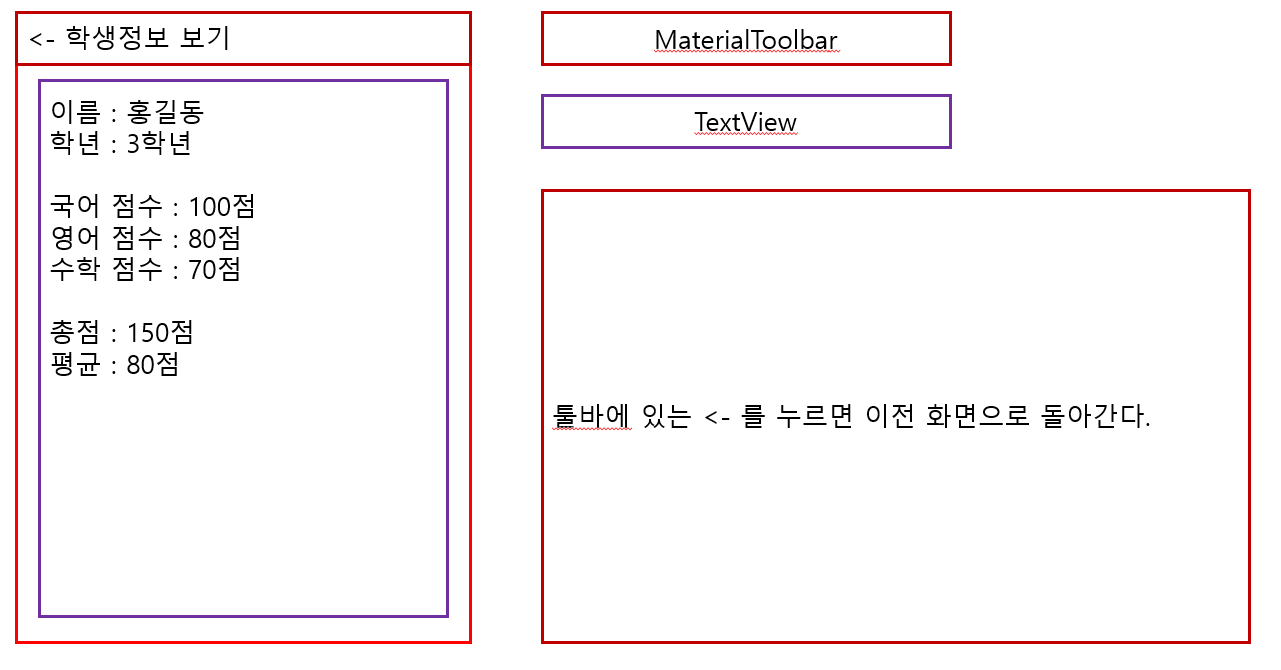 <- 학생정보 보기
이름 : 홍길동
학년 : 3학년
국어 점수 : 100점
영어 점수 : 80점
수학 점수 : 70점
총점 : 150점
평균 : 80점
MaterialToolbar
TextView
툴바에 있는 <- 를 누르면 이전 화면으로 돌아간다.